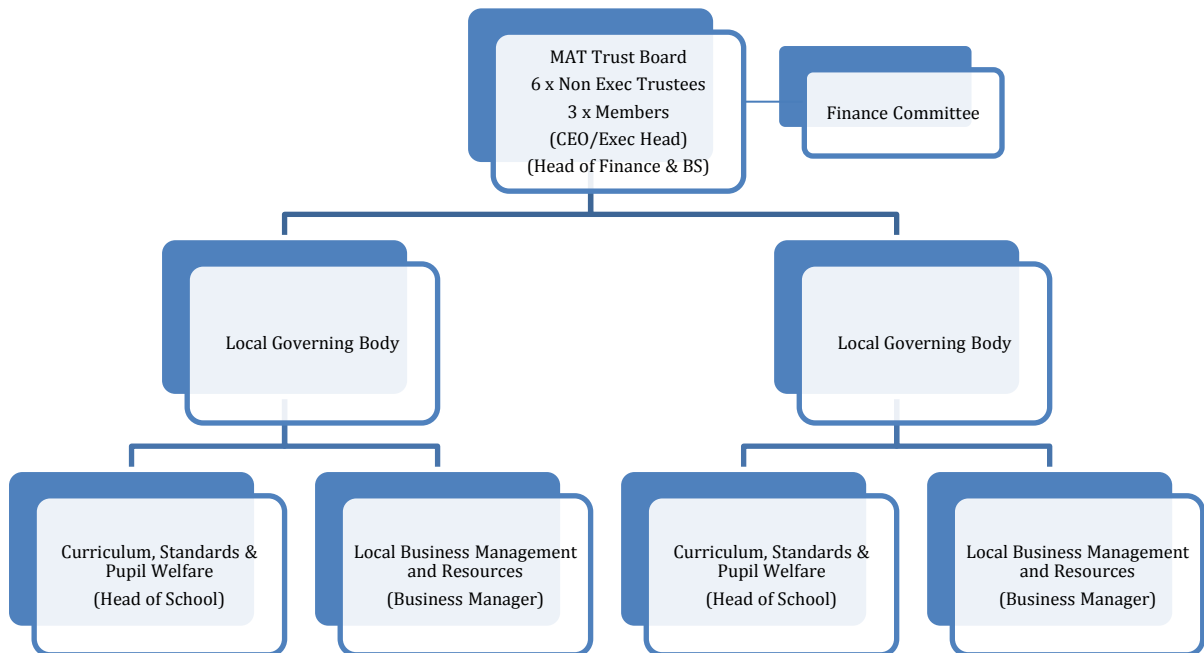 MAT Trust Board
6 x Non Exec Trustees
3 x Members
(CEO/Exec Head)
(Head of Finance & BS)
Finance Committee
Local Governing Body
Local Governing Body
Curriculum, Standards &
Pupil Welfare
(Head of School)
Local Business Management
and Resources
(Business Manager)
Curriculum, Standards &
Pupil Welfare
(Head of School)
Local Business Management
and Resources
(Business Manager)